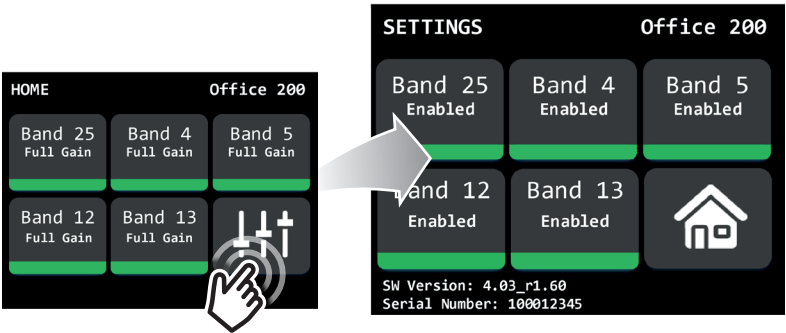 HOME Office 200
Band 25 Band 4 Band 5
Full Gain Full Gain Full Gain
Band 12 Band 13
Full Gain Full Gain
SETTINGS Office 200
Band 25 Band 4 Band 5
Enabled Enabled Enabled
Band 12 Band 13
Enabled Enabled
SW Version: 4.03_r1.60
Serial Number: 100012345